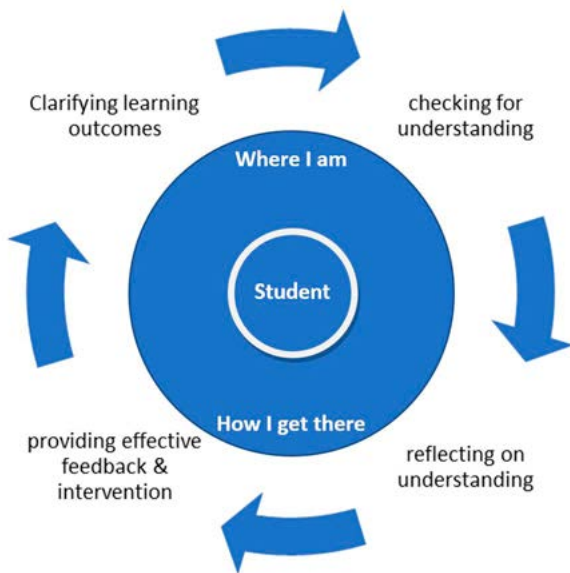 Clarifying learning
outcomes
checking for
understanding
Where I am
Student
How I get there
providing effective
feedback &
intervention
reflecting on
understanding